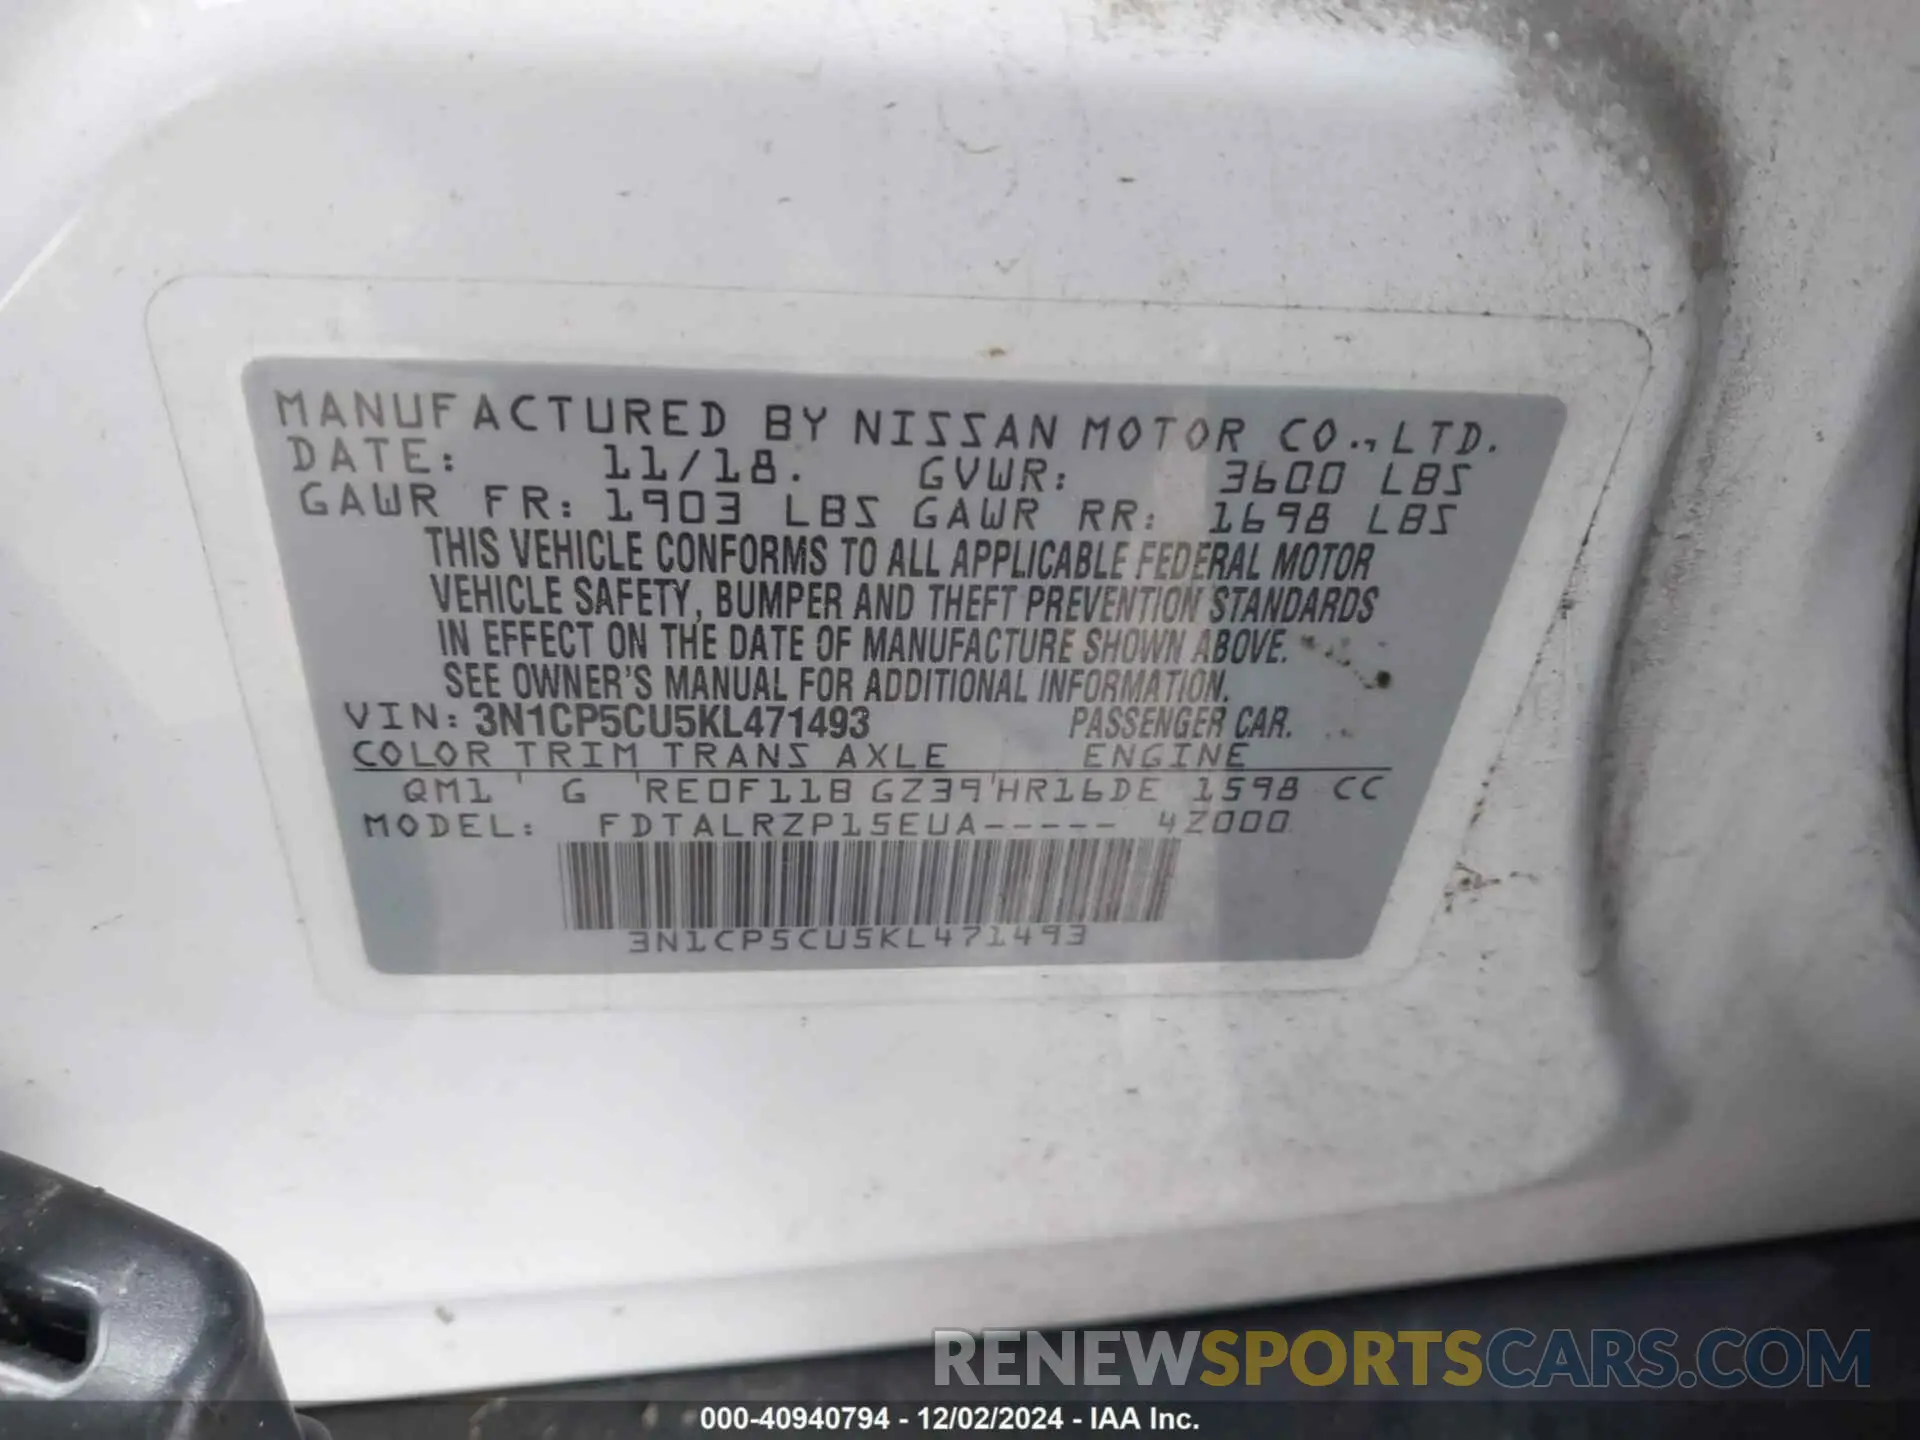 MANUFACTURED BY NISSAN MOTOR CO.,LTD.
DATE: 11/18. GVWR: 3600 LBS
GAWR FR: 1903 LBS GAWR RR: 1698 LBS
THIS VEHICLE CONFORMS TO ALL APPLICABLE FEDERAL MOTOR
VEHICLE SAFETY, BUMPER AND THEFT PREVENTION STANDARDS
IN EFFECT ON THE DATE OF MANUFACTURE SHOWN ABOVE.
SEE OWNER'S MANUAL FOR ADDITIONAL INFORMATION.
VIN: 3N1CP5CU5KL471493 PASSENGER CAR.
COLOR TRIM TRANS AXLE ENGINE
QM1 ' G 'RE0F11B GZ39'HR16DE 1598 CC
MODEL: FDTALRZP15EUA----- 4Z000
3N1CP5CU5KL471493
RENEWSPORTSCARS.COM
000-40940794 - 12/02/2024 - IAA Inc.